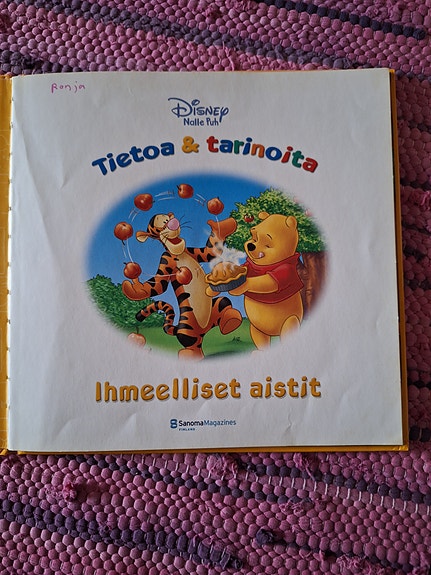 Ronja
Disney
Nalle Puh
Tietoa & tarinoita
Ihmeelliset aistit
SanomaMagazines
FINLAND